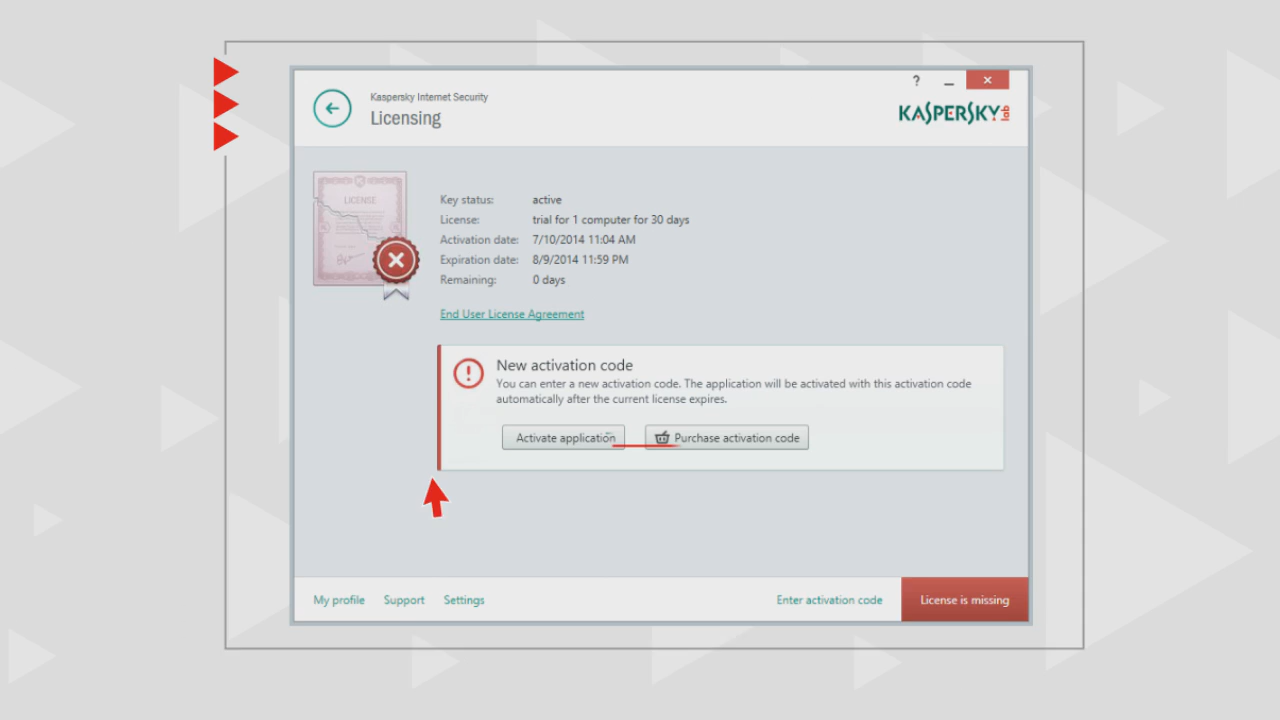 ?
Kaspersky Internet Security
Licensing
KASPERSKY lab
LICENSE
Key status: active
License: trial for 1 computer for 30 days
Activation date: 7/10/2014 11:04 AM
Expiration date: 8/9/2014 11:59 PM
Remaining: 0 days
End User License Agreement
New activation code
You can enter a new activation code. The application will be activated with this activation code
automatically after the current license expires.
Activate application Purchase activation code
My profile Support Settings Enter activation code License is missing